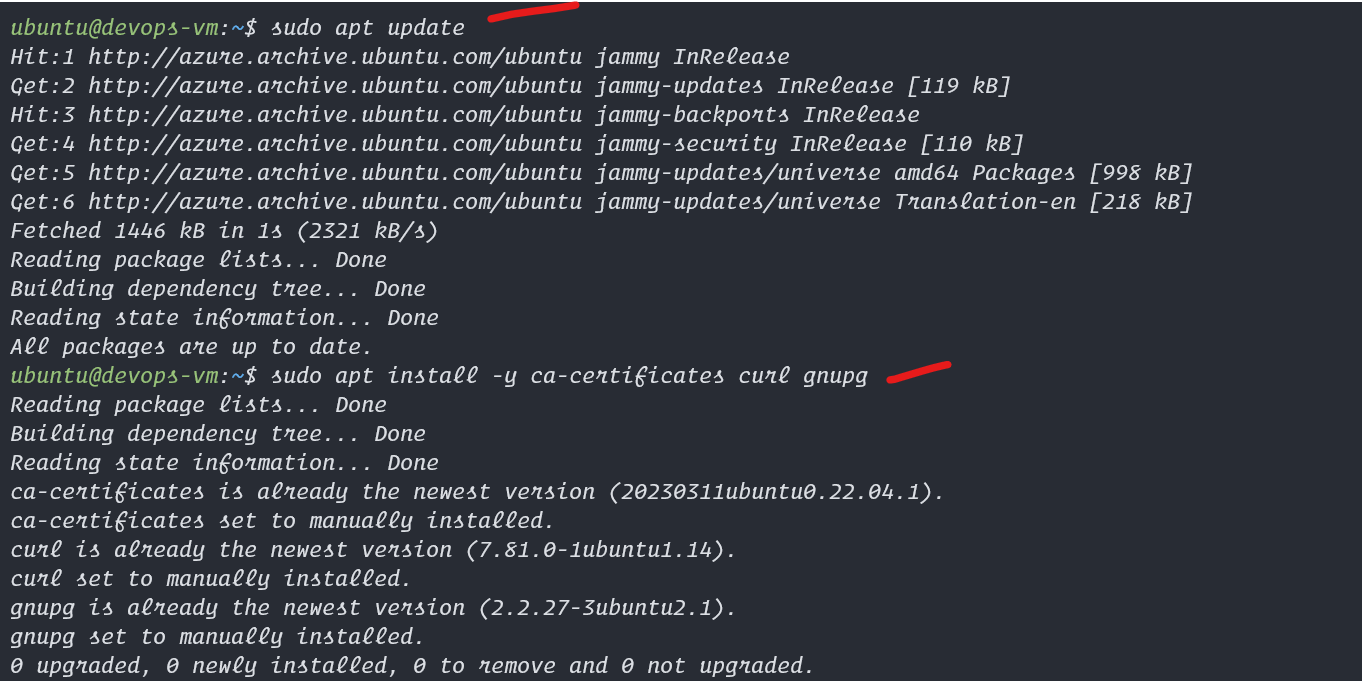 ubuntu@devops-vm:~$ sudo apt update
Hit:1 http://azure.archive.ubuntu.com/ubuntu jammy InRelease
Get:2 http://azure.archive.ubuntu.com/ubuntu jammy-updates InRelease [119 kB]
Hit:3 http://azure.archive.ubuntu.com/ubuntu jammy-backports InRelease
Get:4 http://azure.archive.ubuntu.com/ubuntu jammy-security InRelease [110 kB]
Get:5 http://azure.archive.ubuntu.com/ubuntu jammy-updates/universe amd64 Packages [998 kB]
Get:6 http://azure.archive.ubuntu.com/ubuntu jammy-updates/universe Translation-en [218 kB]
Fetched 1446 kB in 1s (2321 kB/s)
Reading package lists... Done
Building dependency tree... Done
Reading state information... Done
All packages are up to date.
ubuntu@devops-vm:~$ sudo apt install -y ca-certificates curl gnupg
Reading package lists... Done
Building dependency tree... Done
Reading state information... Done
ca-certificates is already the newest version (20230311ubuntu0.22.04.1).
ca-certificates set to manually installed.
curl is already the newest version (7.81.0-1ubuntu1.14).
curl set to manually installed.
gnupg is already the newest version (2.2.27-3ubuntu2.1).
gnupg set to manually installed.
0 upgraded, 0 newly installed, 0 to remove and 0 not upgraded.